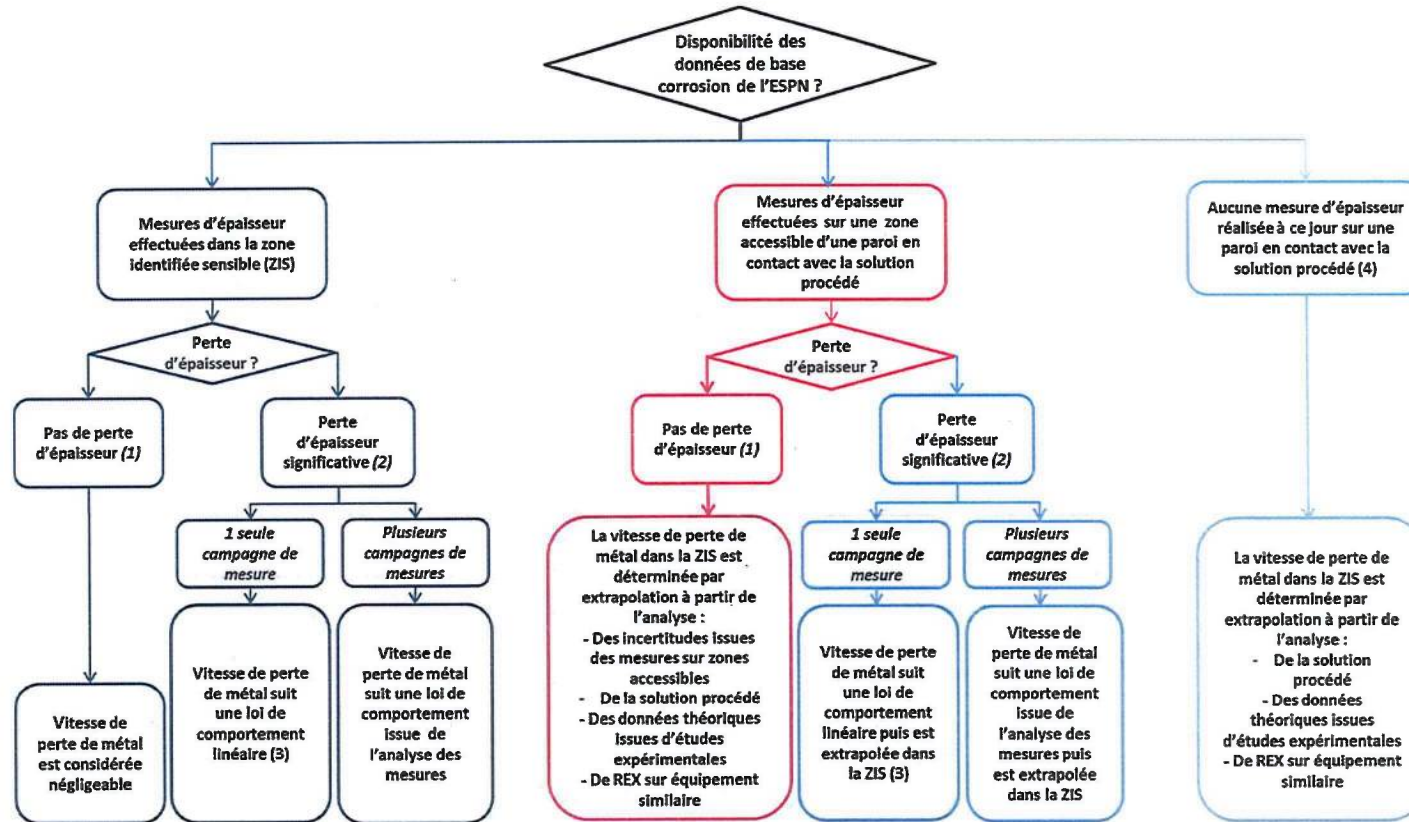 Disponibilité des
données de base
corrosion de l'ESPN ?
Mesures d'épaisseur
effectuées dans la zone
identifiée sensible (ZIS)
Mesures d'épaisseur
effectuées sur une zone
accessible d'une paroi en
contact avec la solution
procédé
Aucune mesure d'épaisseur
réalisée à ce jour sur une
paroi en contact avec la
solution procédé (4)
Perte
d'épaisseur ?
Perte
d'épaisseur ?
Pas de perte
d'épaisseur (1)
Perte
d'épaisseur
significative (2)
Pas de perte
d'épaisseur (1)
Perte
d'épaisseur
significative (2)
1 seule
campagne de
mesure
Plusieurs
campagnes de
mesures
1 seule
campagne de
mesure
Plusieurs
campagnes de
mesures
Vitesse de
perte de métal
est considérée
négligeable
Vitesse de perte
de métal suit
une loi de
comportement
linéaire (3)
Vitesse de
perte de métal
suit une loi de
comportement
issue de
l'analyse des
mesures
La vitesse de perte de
métal dans la ZIS est
déterminée par
extrapolation à partir de
l'analyse :
- Des incertitudes issues
des mesures sur zones
accessibles
- De la solution procédé
- Des données théoriques
issues d'études
expérimentales
- De REX sur équipement
similaire
Vitesse de perte
de métal suit
une loi de
comportement
linéaire puis est
extrapolée dans
la ZIS (3)
Vitesse de
perte de métal
suit une loi de
comportement
issue de
l'analyse des
mesures puis
est extrapolée
dans la ZIS
La vitesse de perte de
métal dans la ZIS est
déterminée par
extrapolation à partir de
l'analyse :
- De la solution
procédé
- Des données
théoriques issues
d'études expérimentales
- De REX sur équipement
similaire